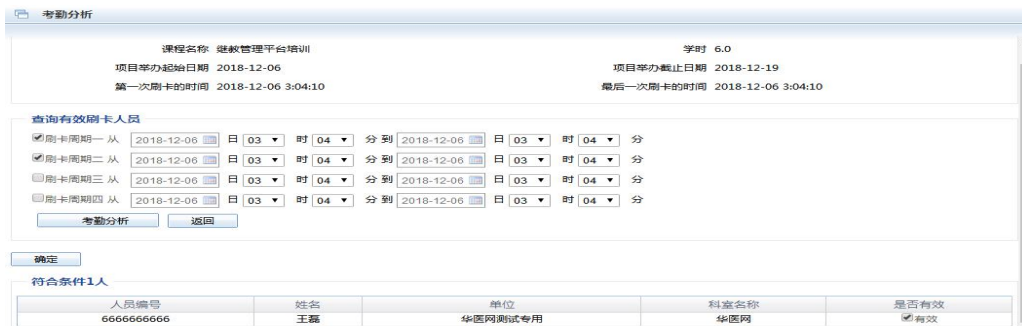 考勤分析
课程名称 继教管理平台培训 学时 6.0
项目举办起始日期 2018-12-06 项目举办截止日期 2018-12-19
第一次刷卡的时间 2018-12-06 3:04:10 最后一次刷卡的时间 2018-12-06 3:04:10
查询有效刷卡人员
刷卡周期一 从 2018-12-06 日 03 时 04 分 到 2018-12-06 日 03 时 04 分
刷卡周期二 从 2018-12-06 日 03 时 04 分 到 2018-12-06 日 03 时 04 分
刷卡周期三 从 2018-12-06 日 03 时 04 分 到 2018-12-06 日 03 时 04 分
刷卡周期四 从 2018-12-06 日 03 时 04 分 到 2018-12-06 日 03 时 04 分
考勤分析 返回
确定
符合条件1人
人员编号 姓名 单位 科室名称 是否有效
6666666666 王磊 华医网测试专用 华医网 有效